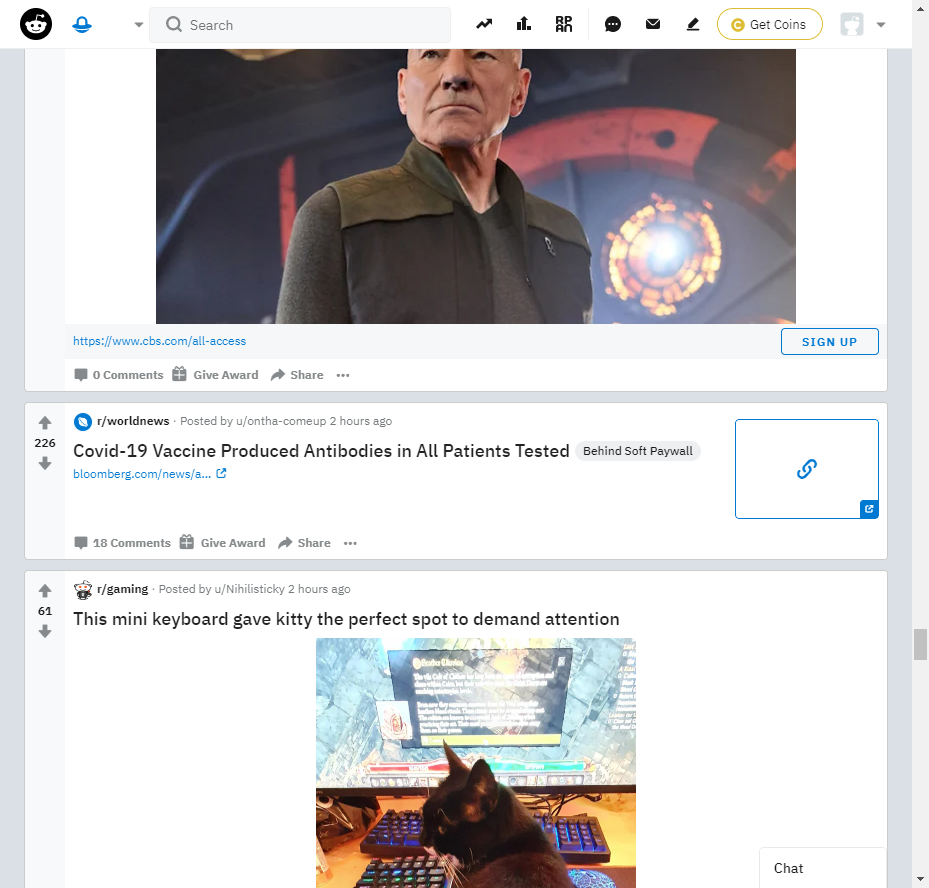 Search
Get Coins
https://www.cbs.com/all-access
SIGN UP
0 Comments
Give Award
Share
r/worldnews · Posted by u/ontha-comeup 2 hours ago
226
Covid-19 Vaccine Produced Antibodies in All Patients Tested
Behind Soft Paywall
bloomberg.com/news/a...
18 Comments
Give Award
Share
r/gaming · Posted by u/Nihilisticky 2 hours ago
61
This mini keyboard gave kitty the perfect spot to demand attention
Chat